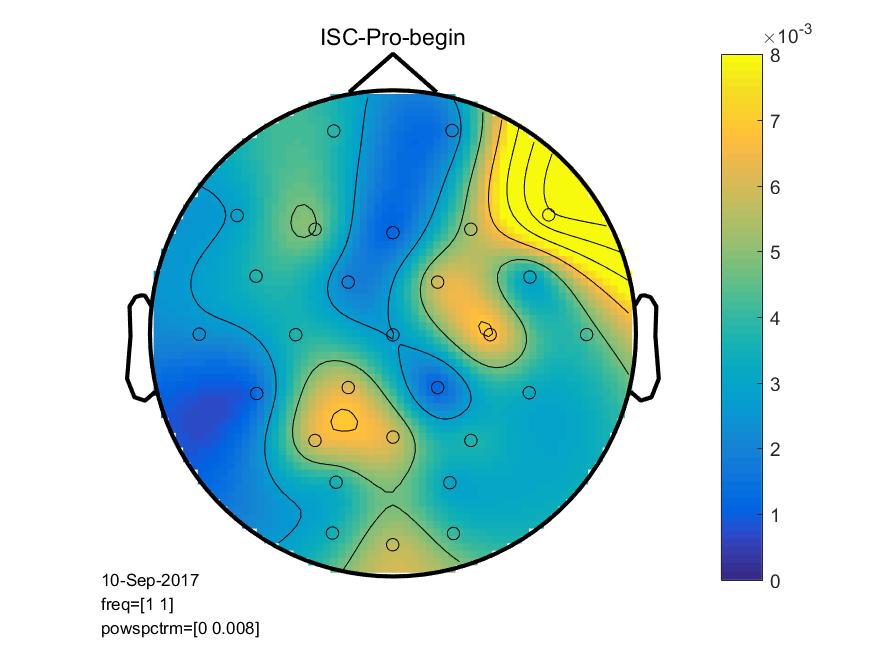 ISC-Pro-begin
×10⁻³
8
7
6
5
4
3
2
1
0
10-Sep-2017
freq=[1 1]
powspctrm=[0 0.008]